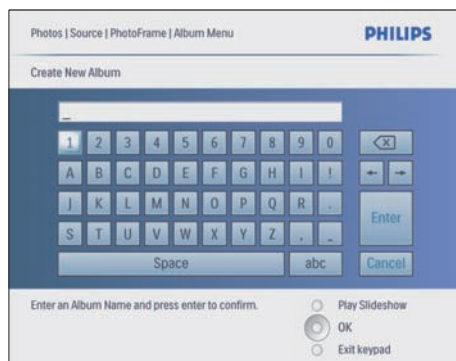 Photos | Source | PhotoFrame | Album Menu PHILIPS
Create New Album
_
1 2 3 4 5 6 7 8 9 0
A B C D E F G H I !
J K L M N O P Q R .
Enter
S T U V W X Y Z , _
Space abc Cancel
Enter an Album Name and press enter to confirm.
Play Slideshow
OK
Exit keypad